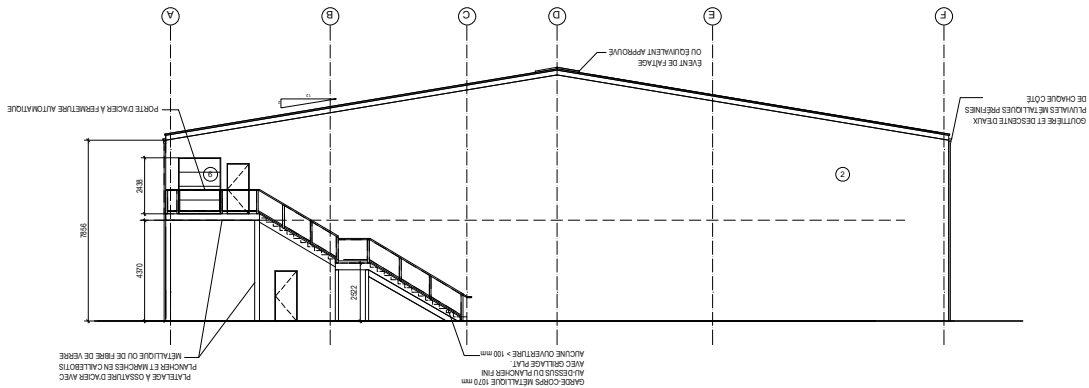 A
B
C
D
E
F
ÉVENT DE FAÎTAGE
OU ÉQUIVALENT APPROUVÉ
12
2
PORTE D'ACIER À FERMETURE AUTOMATIQUE
GOUTTIÈRE ET DESCENTE D'EAUX
PLUVIALES MÉTALLIQUES PRÉFINIES
DE CHAQUE CÔTÉ
6
2
2438
7856
4370
2522
PLATELAGE À OSSATURE D'ACIER AVEC
PLANCHER ET MARCHES EN CAILLEBOTIS
MÉTALLIQUE OU DE FIBRE DE VERRE
GARDE-CORPS MÉTALLIQUE 1070 mm
AU-DESSUS DU PLANCHER FINI
AVEC GRILLAGE PLAT.
AUCUNE OUVERTURE > 100 mm